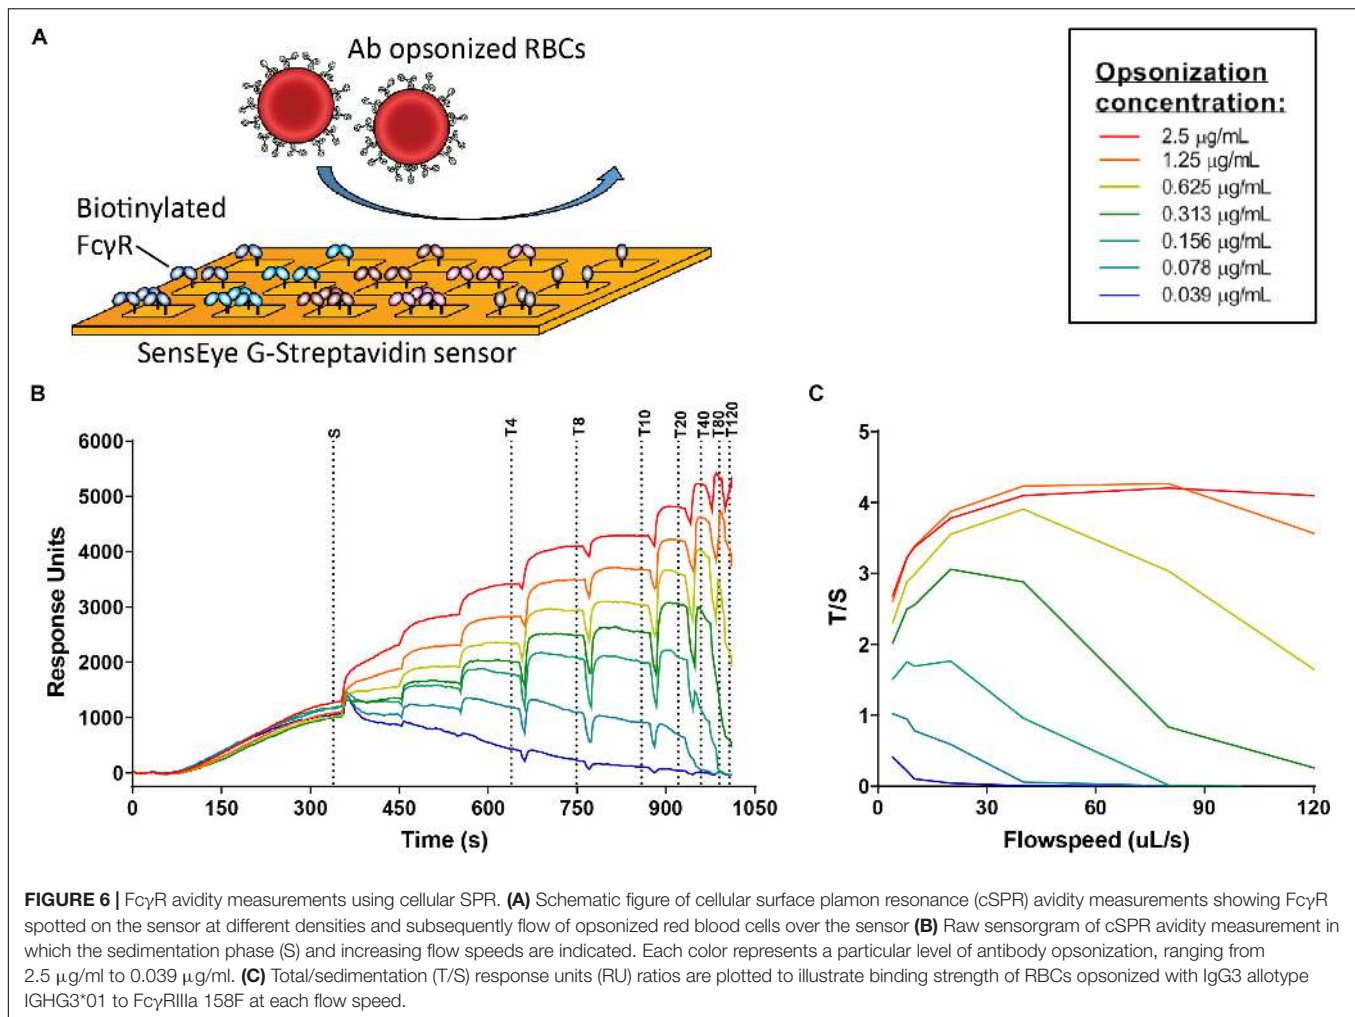 A
Ab opsonized RBCs
Biotinylated
FcγR
SensEye G-Streptavidin sensor
Opsonization
concentration:
2.5 μg/mL
1.25 μg/mL
0.625 μg/mL
0.313 μg/mL
0.156 μg/mL
0.078 μg/mL
0.039 μg/mL
B
S
T4
T8
T10
T20
T40
T80
T120
6000
5000
4000
3000
2000
1000
0
Response Units
0 150 300 450 600 750 900 1050
Time (s)
C
5
4
3
2
1
0
T/S
0 30 60 90 120
Flowspeed (uL/s)
FIGURE 6 | FcγR avidity measurements using cellular SPR. (A) Schematic figure of cellular surface plamon resonance (cSPR) avidity measurements showing FcγR
spotted on the sensor at different densities and subsequently flow of opsonized red blood cells over the sensor (B) Raw sensorgram of cSPR avidity measurement in
which the sedimentation phase (S) and increasing flow speeds are indicated. Each color represents a particular level of antibody opsonization, ranging from
2.5 μg/ml to 0.039 μg/ml. (C) Total/sedimentation (T/S) response units (RU) ratios are plotted to illustrate binding strength of RBCs opsonized with IgG3 allotype
IGHG3*01 to FcγRIIIa 158F at each flow speed.